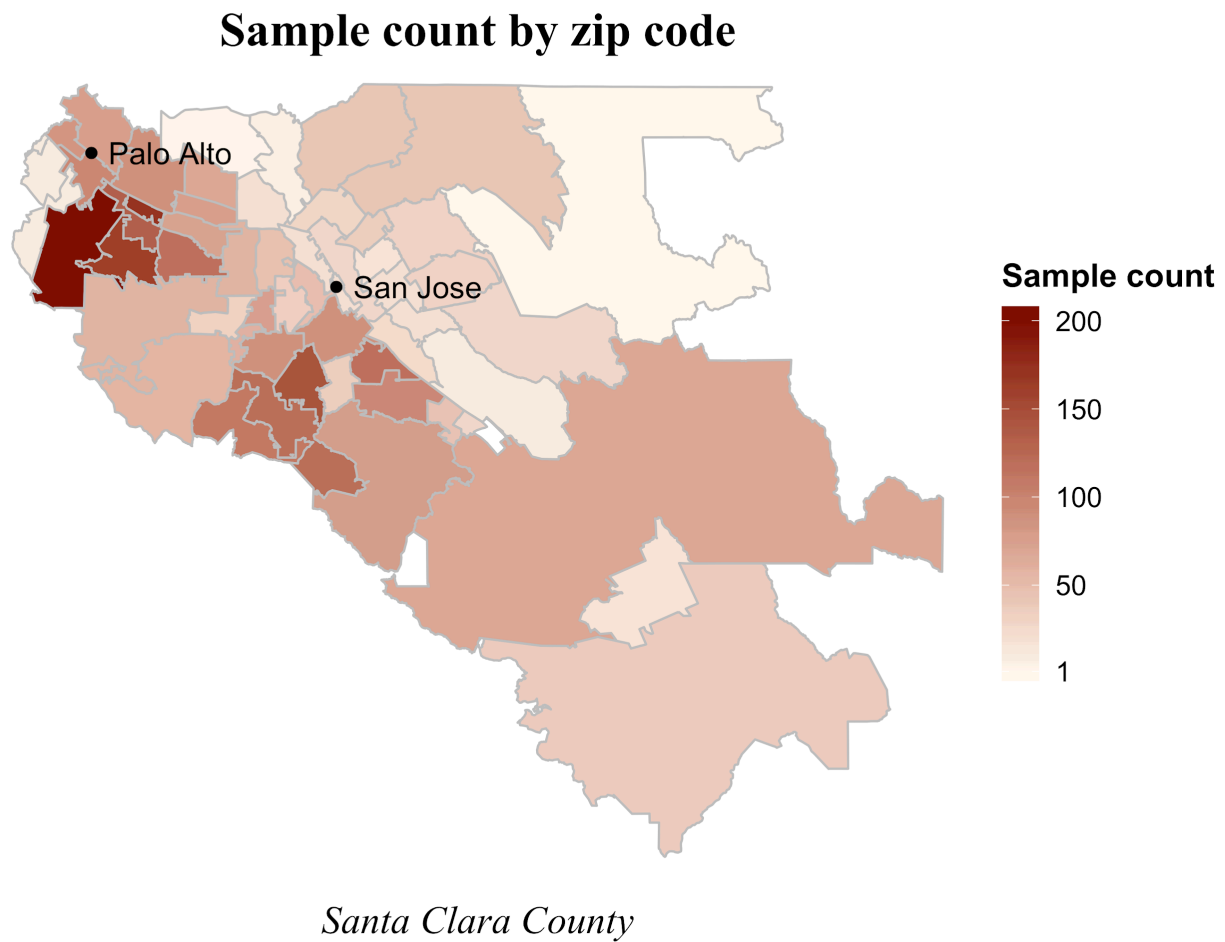 Sample count by zip code
Palo Alto
San Jose
Sample count
200
150
100
50
1
Santa Clara County